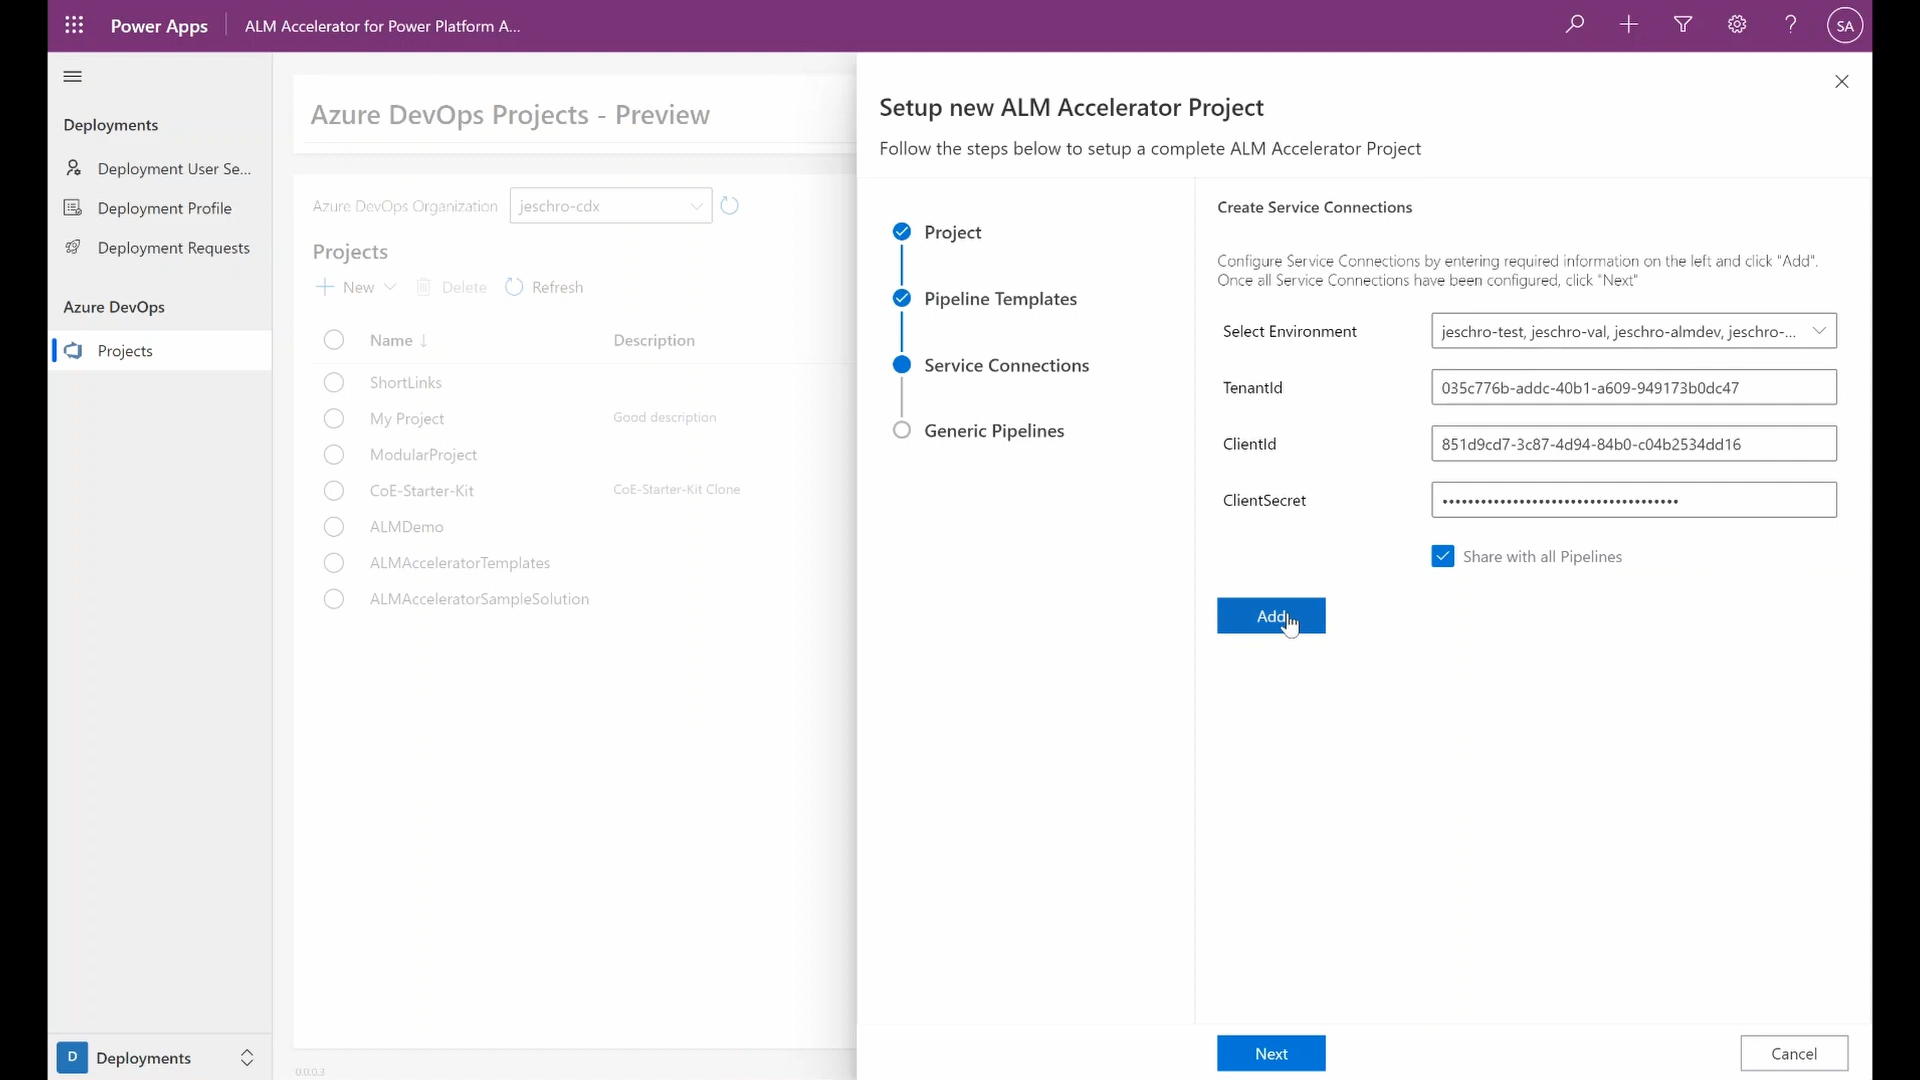 Power Apps
ALM Accelerator for Power Platform A...
?
SA
Deployments
Deployment User Se...
Deployment Profile
Deployment Requests
Azure DevOps
Projects
D
Deployments
Azure DevOps Projects - Preview
Azure DevOps Organization
jeschro-cdx
Projects
New
Delete
Refresh
Name ↓
Description
ShortLinks
My Project
Good description
ModularProject
CoE-Starter-Kit
CoE-Starter-Kit Clone
ALMDemo
ALMAcceleratorTemplates
ALMAcceleratorSampleSolution
0.0.0.3
Setup new ALM Accelerator Project
Follow the steps below to setup a complete ALM Accelerator Project
Project
Pipeline Templates
Service Connections
Generic Pipelines
Create Service Connections
Configure Service Connections by entering required information on the left and click "Add".
Once all Service Connections have been configured, click "Next"
Select Environment
jeschro-test, jeschro-val, jeschro-almdev, jeschro-...
TenantId
035c776b-addc-40b1-a609-949173b0dc47
ClientId
851d9cd7-3c87-4d94-84b0-c04b2534dd16
ClientSecret
Share with all Pipelines
Add
Next
Cancel